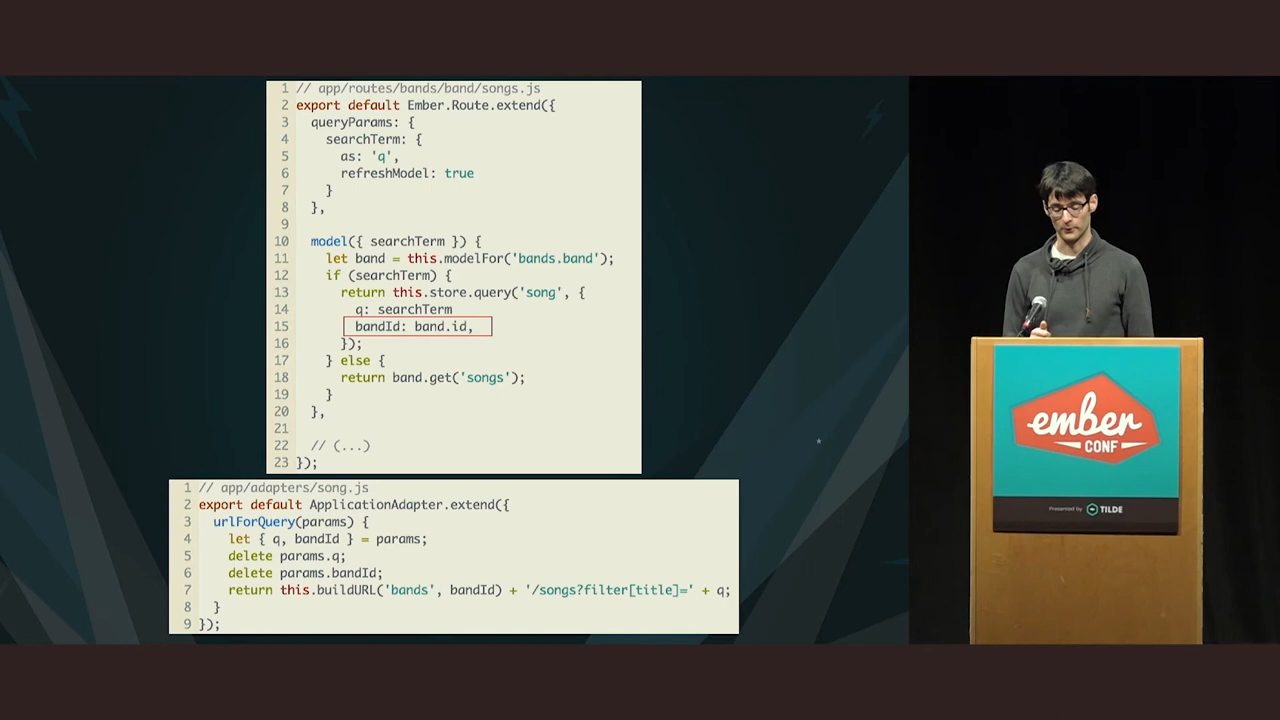 1 // app/routes/bands/band/songs.js
2 export default Ember.Route.extend({
3   queryParams: {
4     searchTerm: {
5       as: 'q',
6       refreshModel: true
7     }
8   },
9
10   model({ searchTerm }) {
11     let band = this.modelFor('bands.band');
12     if (searchTerm) {
13       return this.store.query('song', {
14         q: searchTerm
15         bandId: band.id,
16       });
17     } else {
18       return band.get('songs');
19     }
20   },
21
22   // (...)
23 });
1 // app/adapters/song.js
2 export default ApplicationAdapter.extend({
3   urlForQuery(params) {
4     let { q, bandId } = params;
5     delete params.q;
6     delete params.bandId;
7     return this.buildURL('bands', bandId) + '/songs?filter[title]=' + q;
8   }
9 });
ember
CONF
Presented by TILDE